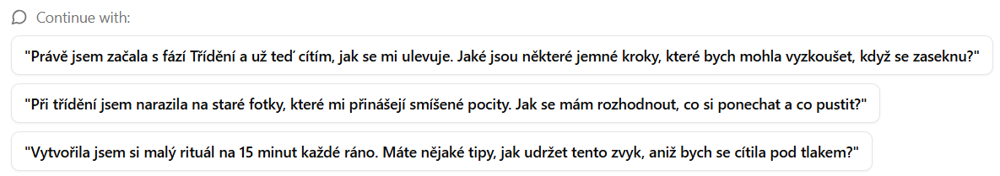 Continue with:
"Právě jsem začala s fází Třídění a už teď cítím, jak se mi ulevuje. Jaké jsou některé jemné kroky, které bych mohla vyzkoušet, když se zaseknu?"
"Při třídění jsem narazila na staré fotky, které mi přinášejí smíšené pocity. Jak se mám rozhodnout, co si ponechat a co pustit?"
"Vytvořila jsem si malý rituál na 15 minut každé ráno. Máte nějaké tipy, jak udržet tento zvyk, aniž bych se cítila pod tlakem?"